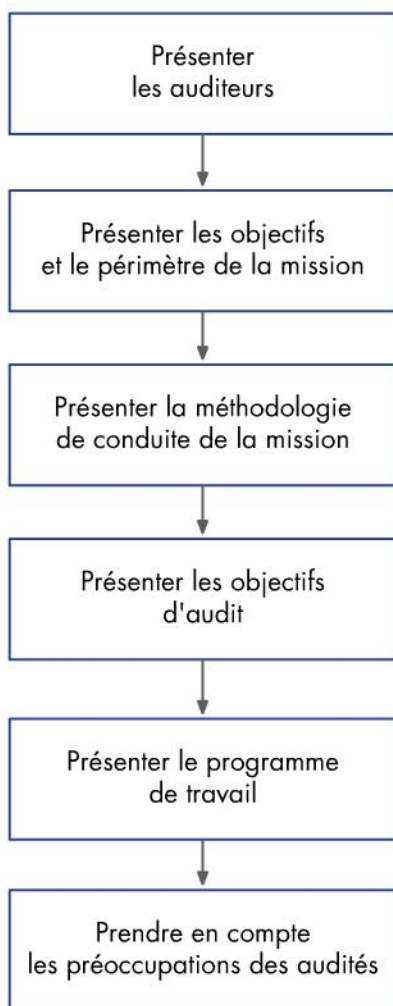 Présenter
les auditeurs
Présenter les objectifs
et le périmètre de la mission
Présenter la méthodologie
de conduite de la mission
Présenter les objectifs
d'audit
Présenter le programme
de travail
Prendre en compte
les préoccupations des audités